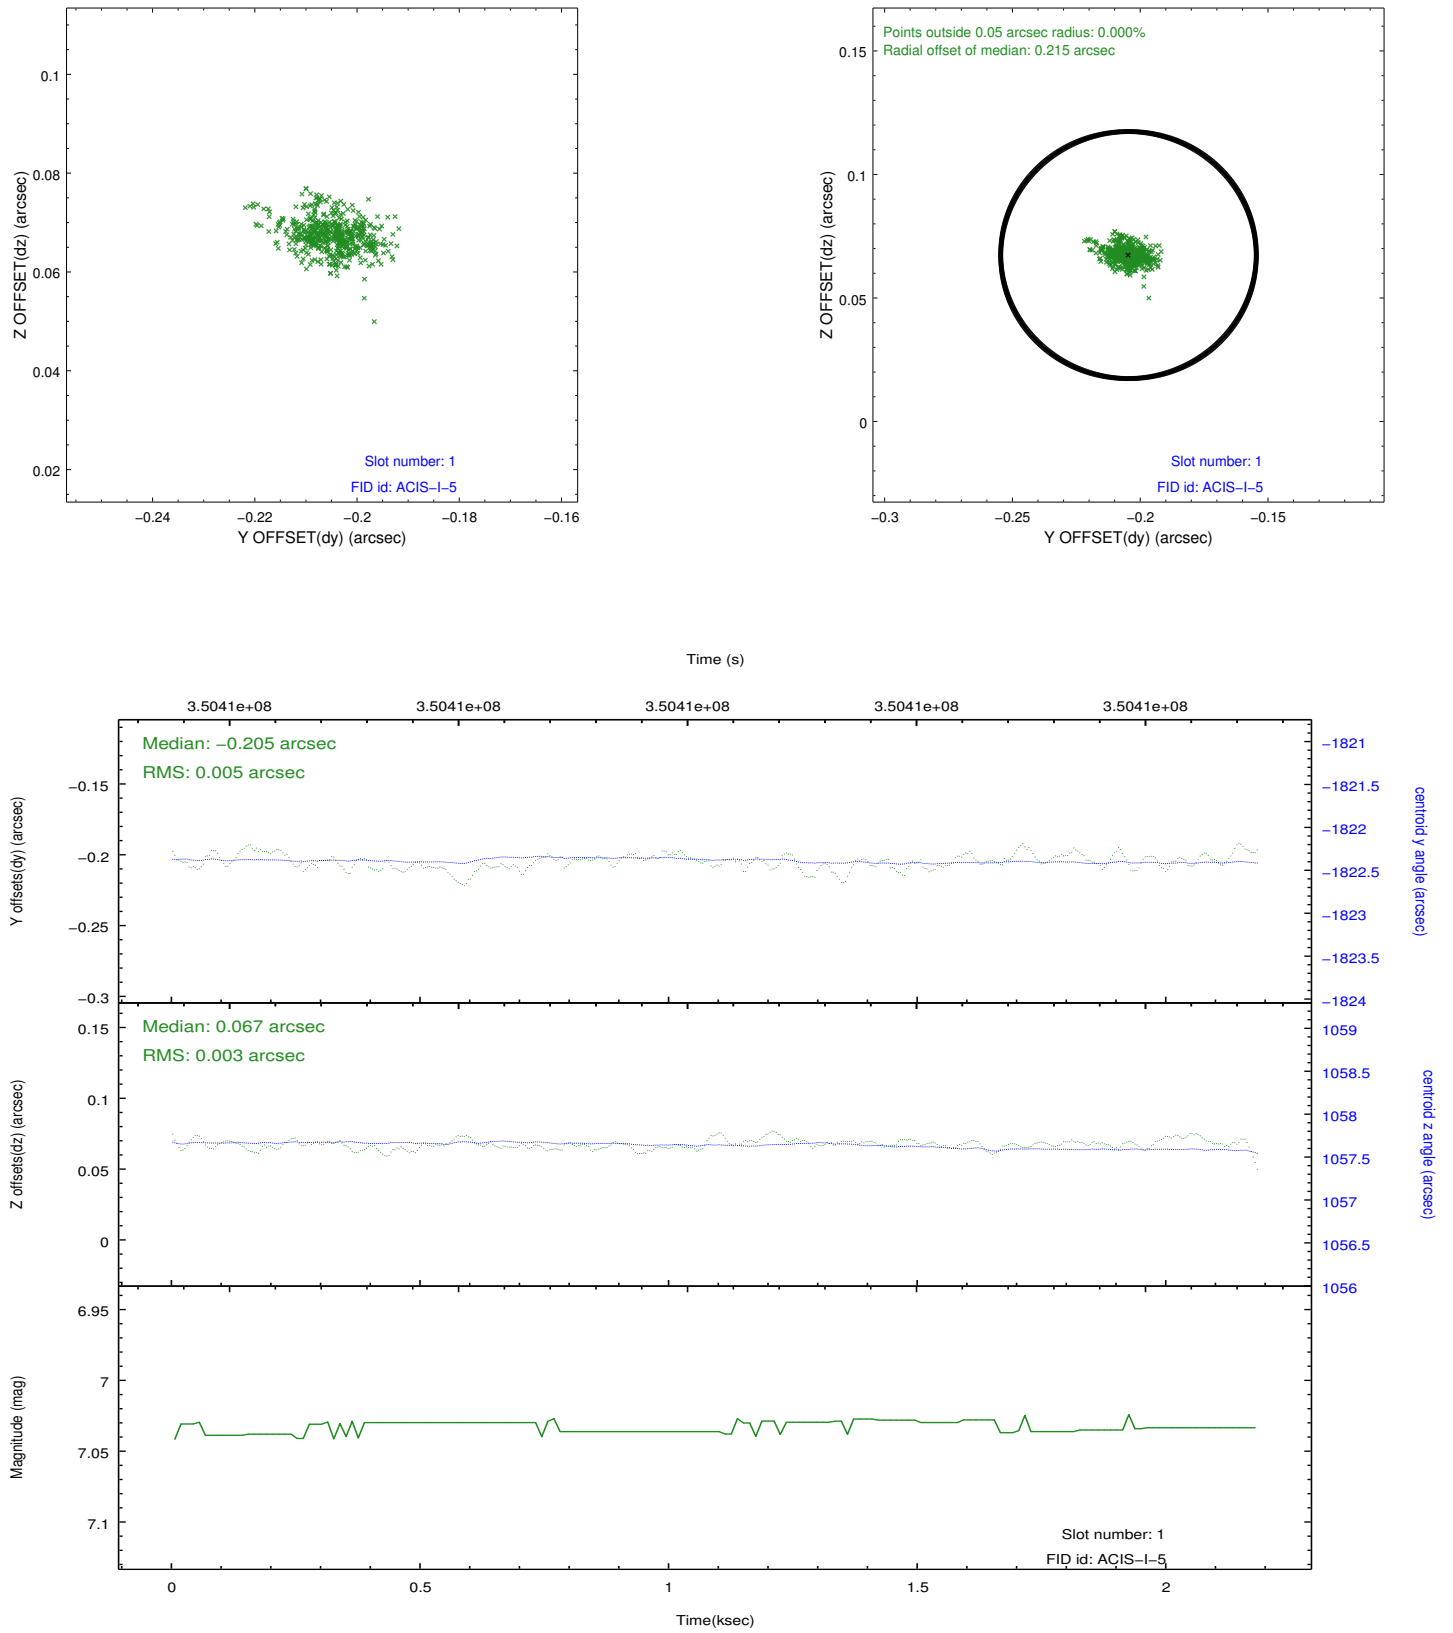 0.1
0.08
0.06
0.04
0.02
Z OFFSET(dz) (arcsec)
Slot number: 1
FID id: ACIS−I−5
−0.24
−0.22
−0.2
−0.18
−0.16
Y OFFSET(dy) (arcsec)
Points outside 0.05 arcsec radius: 0.000%
Radial offset of median: 0.215 arcsec
0.15
0.1
0.05
0
Z OFFSET(dz) (arcsec)
Slot number: 1
FID id: ACIS−I−5
−0.3
−0.25
−0.2
−0.15
Y OFFSET(dy) (arcsec)
Time (s)
3.5041e+08
3.5041e+08
3.5041e+08
3.5041e+08
3.5041e+08
Median: −0.205 arcsec
RMS: 0.005 arcsec
−0.15
−0.2
−0.25
−0.3
Y offsets(dy) (arcsec)
−1821
−1821.5
−1822
−1822.5
−1823
−1823.5
−1824
centroid y angle (arcsec)
Median: 0.067 arcsec
RMS: 0.003 arcsec
0.15
0.1
0.05
0
Z offsets(dz) (arcsec)
1059
1058.5
1058
1057.5
1057
1056.5
1056
centroid z angle (arcsec)
6.95
7
7.05
7.1
Magnitude (mag)
Slot number: 1
FID id: ACIS−I−5
0
0.5
1
1.5
2
Time(ksec)